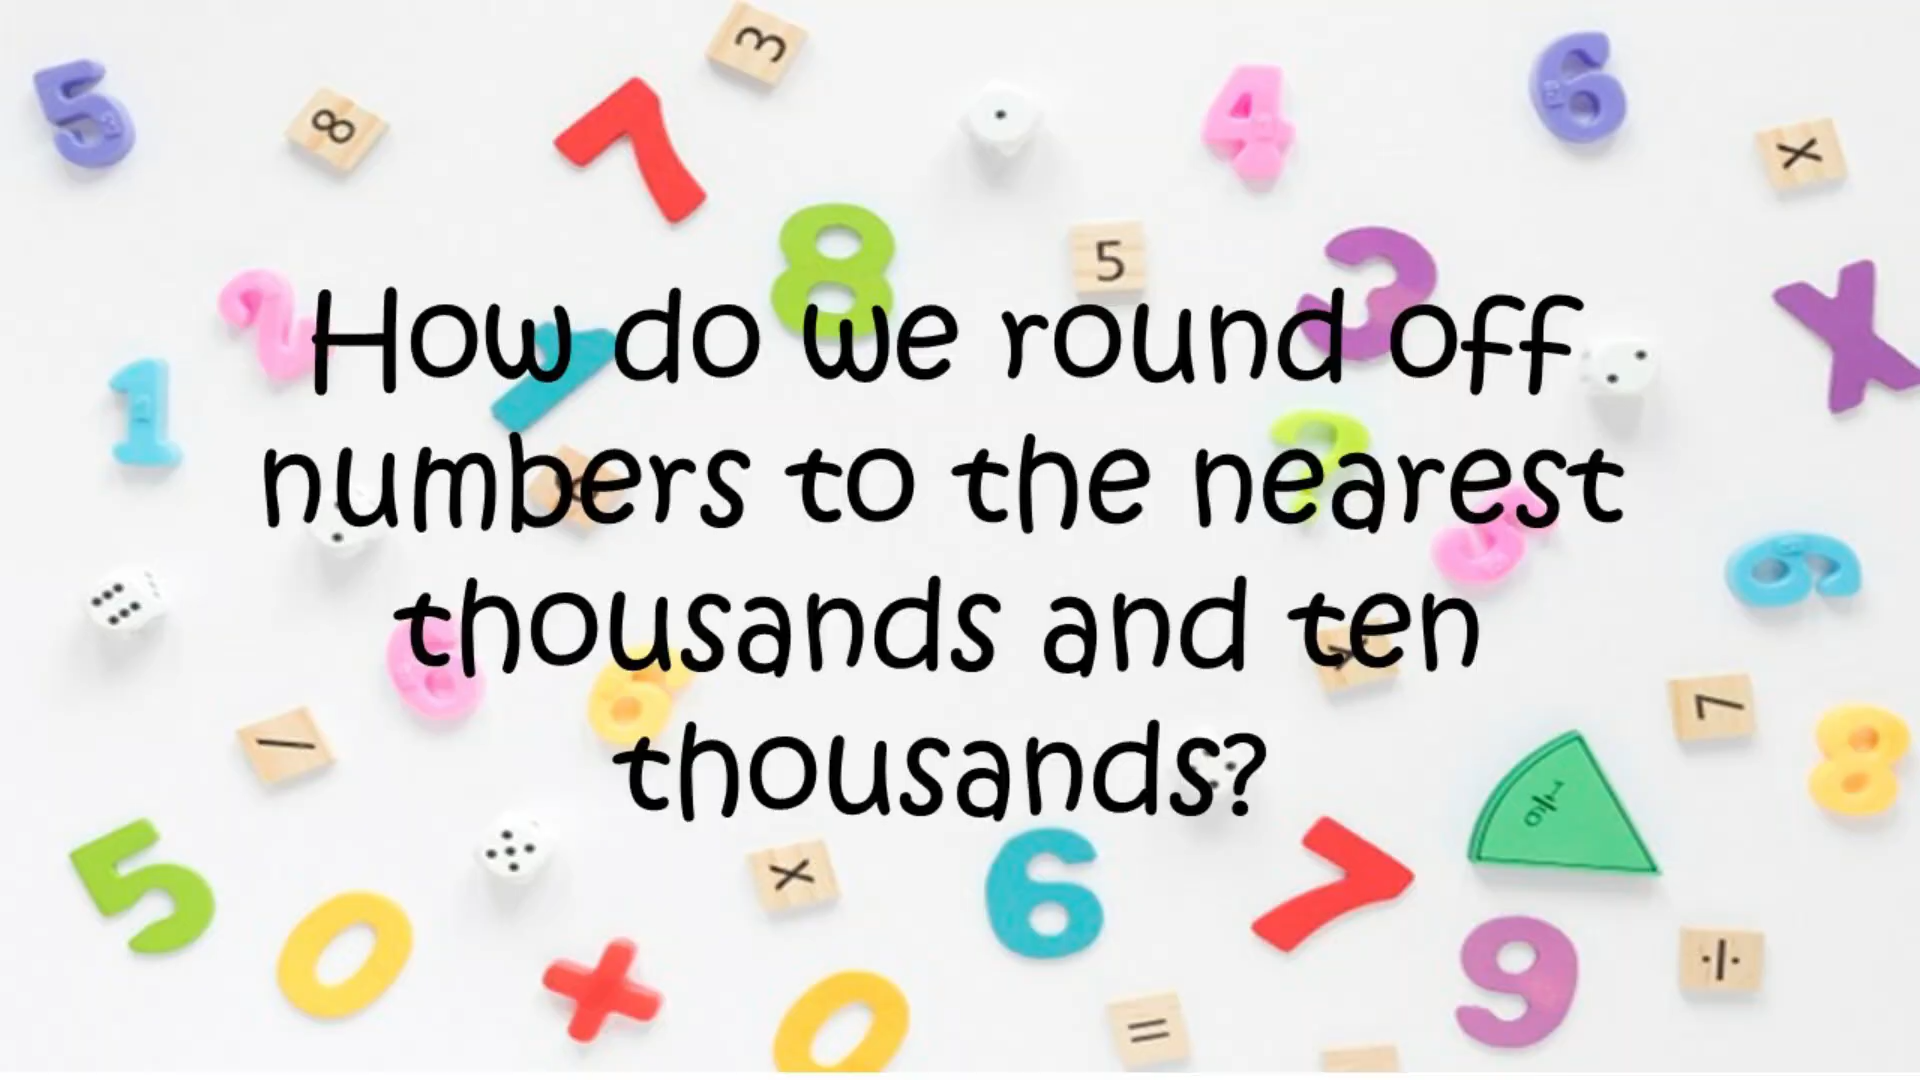 How do we round off
numbers to the nearest
thousands and ten
thousands?